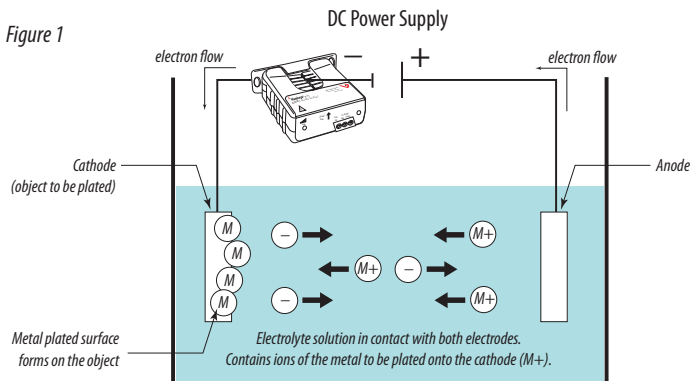 Figure 1
DC Power Supply
electron flow
−
+
electron flow
Cathode
(object to be plated)
Anode
M
M
M
M
−
M+
M+
−
−
M+
Metal plated surface
forms on the object
Electrolyte solution in contact with both electrodes.
Contains ions of the metal to be plated onto the cathode (M+).